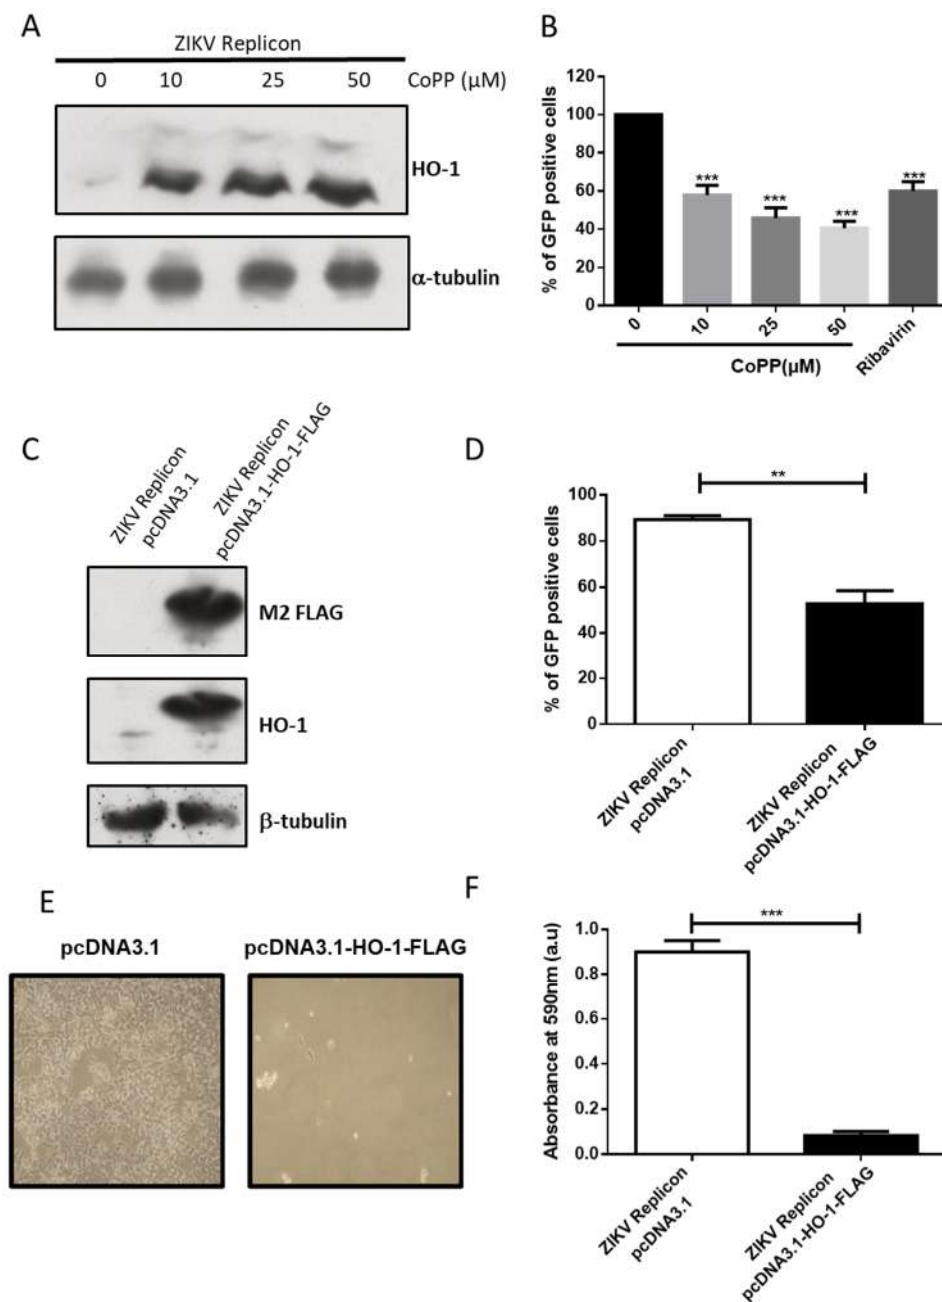 A
ZIKV Replicon
0 10 25 50 CoPP (µM)
HO-1
α-tubulin
B
% of GFP positive cells
120
100
80
60
40
20
0
***
***
***
***
0 10 25 50 Ribavirin
CoPP(µM)
C
ZIKV Replicon
pcDNA3.1
ZIKV Replicon
pcDNA3.1-HO-1-FLAG
M2 FLAG
HO-1
β-tubulin
D
% of GFP positive cells
100
80
60
40
20
0
**
ZIKV Replicon
pcDNA3.1
ZIKV Replicon
pcDNA3.1-HO-1-FLAG
E
pcDNA3.1
pcDNA3.1-HO-1-FLAG
F
Absorbance at 590nm (a.u)
1.0
0.8
0.6
0.4
0.2
0.0
***
ZIKV Replicon
pcDNA3.1
ZIKV Replicon
pcDNA3.1-HO-1-FLAG